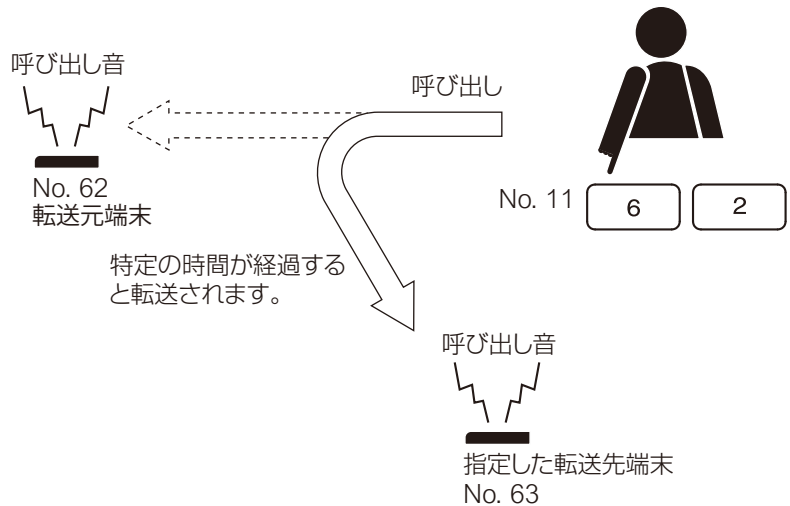 呼び出し音
呼び出し
No. 62
転送元端末
No. 11
6
2
特定の時間が経過する
と転送されます。
呼び出し音
指定した転送先端末
No. 63